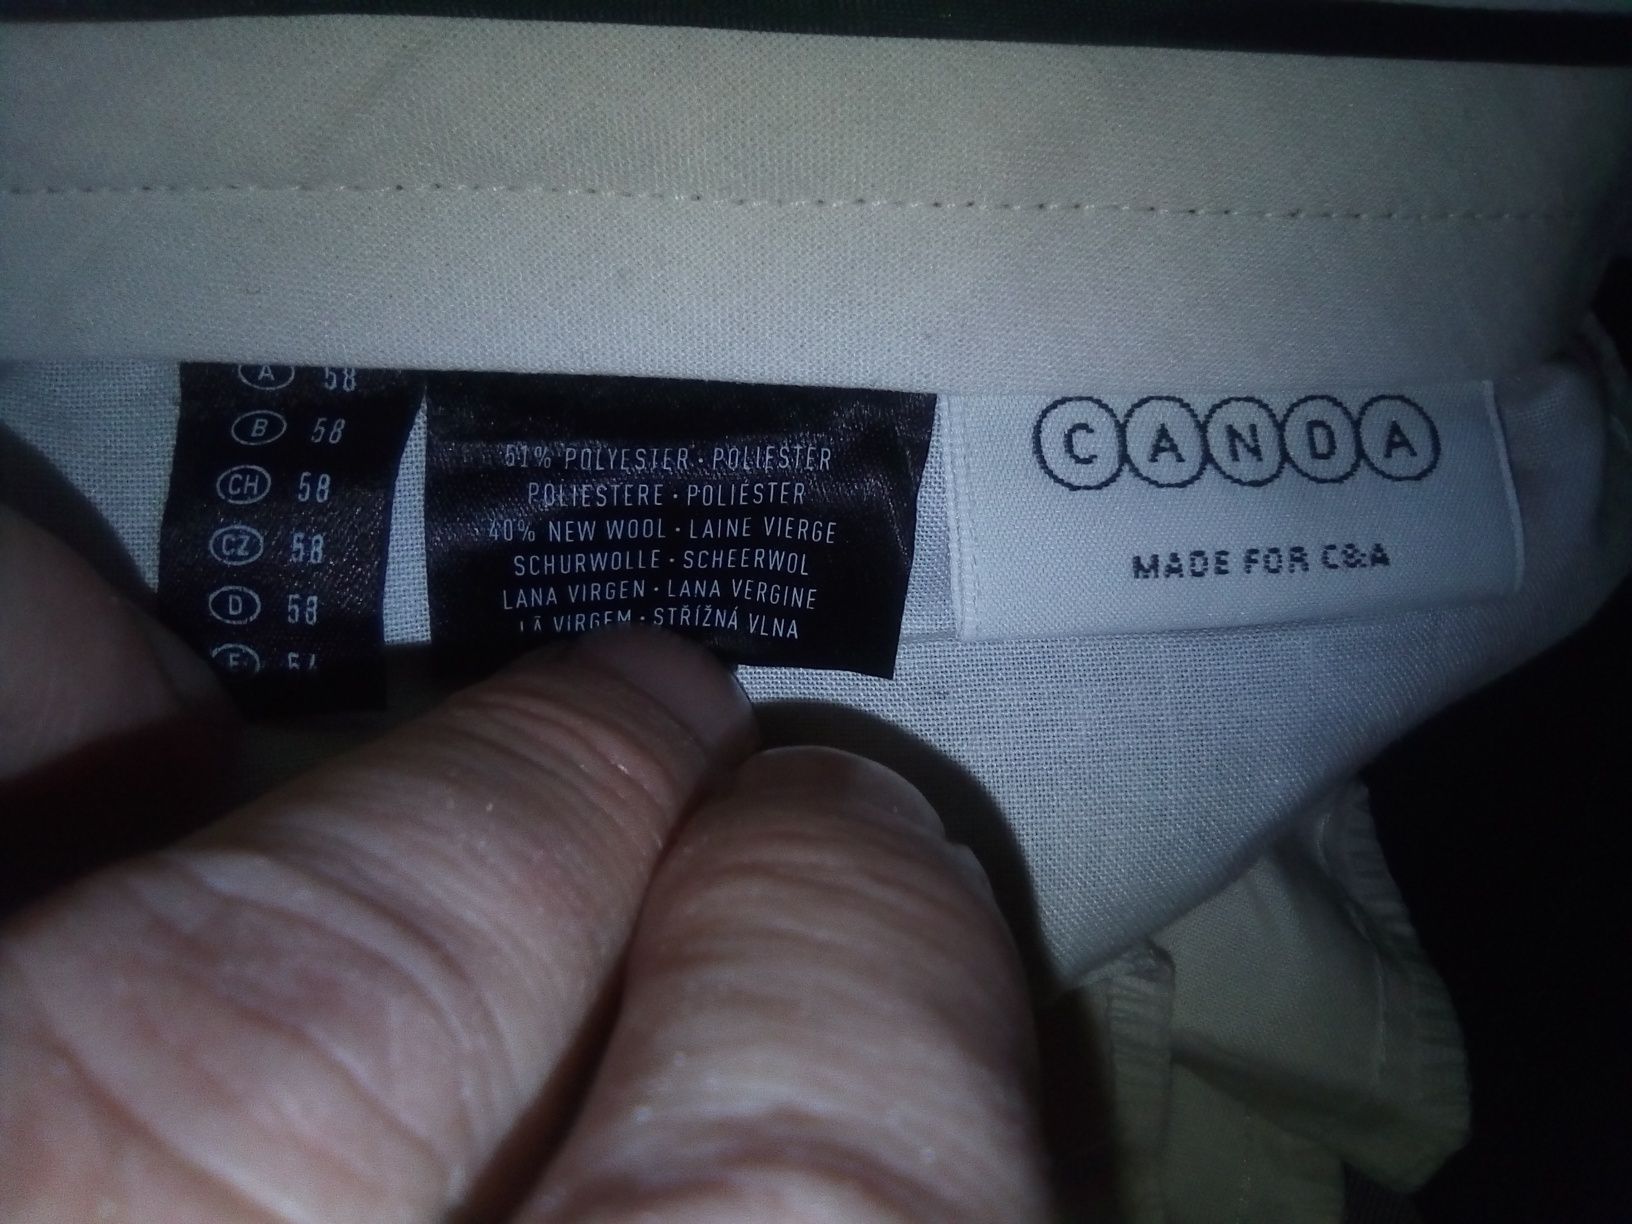 A 58
B 58
CH 58
CZ 58
D 58
E
51% POLYESTER · POLIESTER
POLIESTERE · POLIÉSTER
40% NEW WOOL · LAINE VIERGE
SCHURWOLLE · SCHEERWOL
LANA VIRGEN · LANA VERGINE
LÃ VIRGEM · STŘÍŽNÁ VLNA
CANDA
MADE FOR C&A